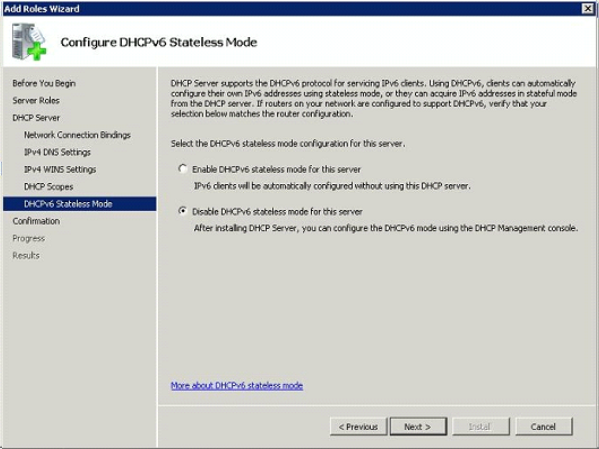 Add Roles Wizard
Configure DHCPv6 Stateless Mode
Before You Begin
Server Roles
DHCP Server
Network Connection Bindings
IPv4 DNS Settings
IPv4 WINS Settings
DHCP Scopes
DHCPv6 Stateless Mode
Confirmation
Progress
Results
DHCP Server supports the DHCPv6 protocol for servicing IPv6 clients. Using DHCPv6, clients can automatically
configure their own IPv6 addresses using stateless mode, or they can acquire IPv6 addresses in stateful mode
from the DHCP server. If routers on your network are configured to support DHCPv6, verify that your
selection below matches the router configuration.
Select the DHCPv6 stateless mode configuration for this server.
Enable DHCPv6 stateless mode for this server
IPv6 clients will be automatically configured without using this DHCP server.
Disable DHCPv6 stateless mode for this server
After installing DHCP Server, you can configure the DHCPv6 mode using the DHCP Management console.
More about DHCPv6 stateless mode
< Previous
Next >
Install
Cancel